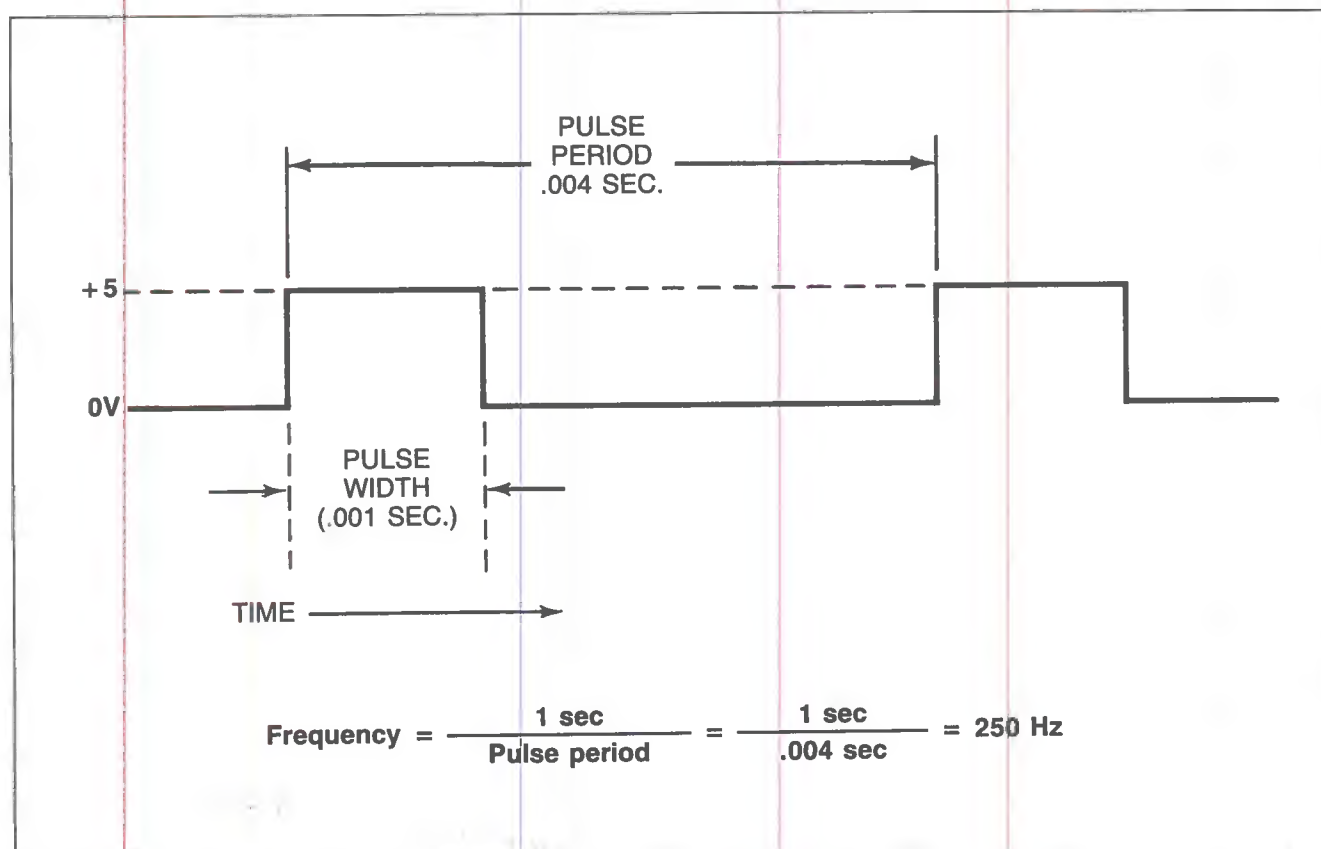 PULSE
PERIOD
.004 SEC.
+5
0V
PULSE
WIDTH
(.001 SEC.)
TIME
Frequency = 1 sec / Pulse period = 1 sec / .004 sec = 250 Hz